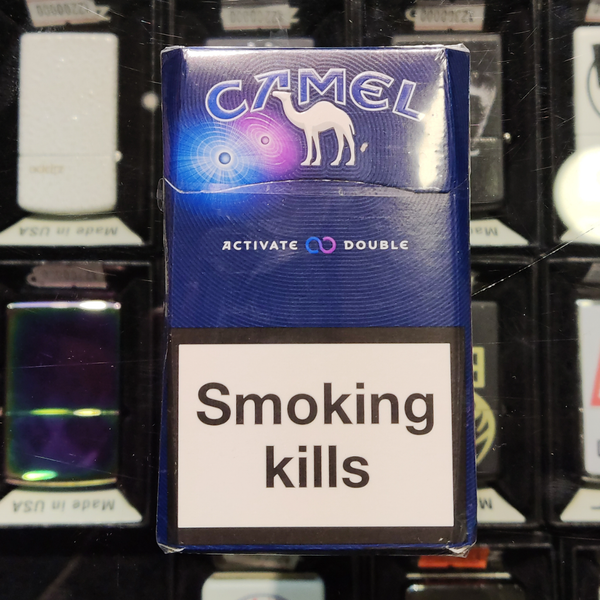 CAMEL
ACTIVATE DOUBLE
Smoking
kills
Made in USA
Made in USA